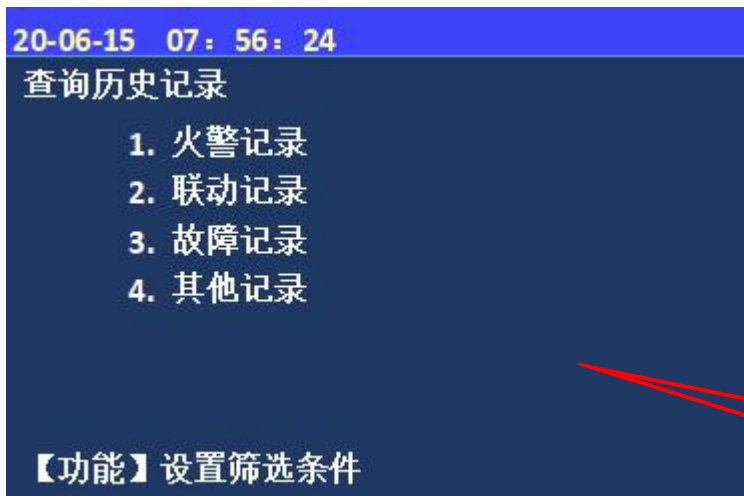 20-06-15 07：56：24
查询历史记录
1. 火警记录
2. 联动记录
3. 故障记录
4. 其他记录
【功能】设置筛选条件